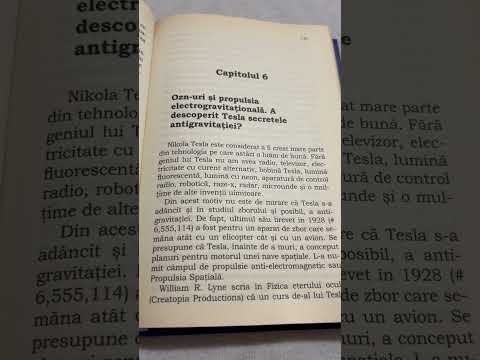 Capitolul 6
Ozn-uri și propulsia
electrogravitațională. A
descoperit Tesla secretele
antigravitației?
Nikola Tesla este considerat a fi creat mare parte
din tehnologia pe care astăzi o luăm de bună. Fără
geniul lui Tesla nu am avea radio, televizor, elec-
tricitate cu curent alternativ, bobină Tesla, lumină
fluorescentă, lumină cu neon, aparatură de control
radio, robotică, raze-x, radar, microunde și o mul-
țime de alte invenții uimitoare.
Din acest motiv nu este de mirare că Tesla s-a
adâncit și în studiul zborului și posibil, a anti-
gravitației. De fapt, ultimul său brevet în 1928 (#
6,555,114) a fost pentru un aparat de zbor care se-
măna atât cu un elicopter cât și cu un avion. Se
presupune că Tesla, înainte de a muri, a conceput
planuri pentru motorul unei nave spațiale. L-a nu-
mit câmpul de propulsie anti-electromagnetic sau
Propulsia Spațială.
William R. Lyne scria în Fizica eterului ocult
(Creatopia Productions) că un curs de-al lui Tesla